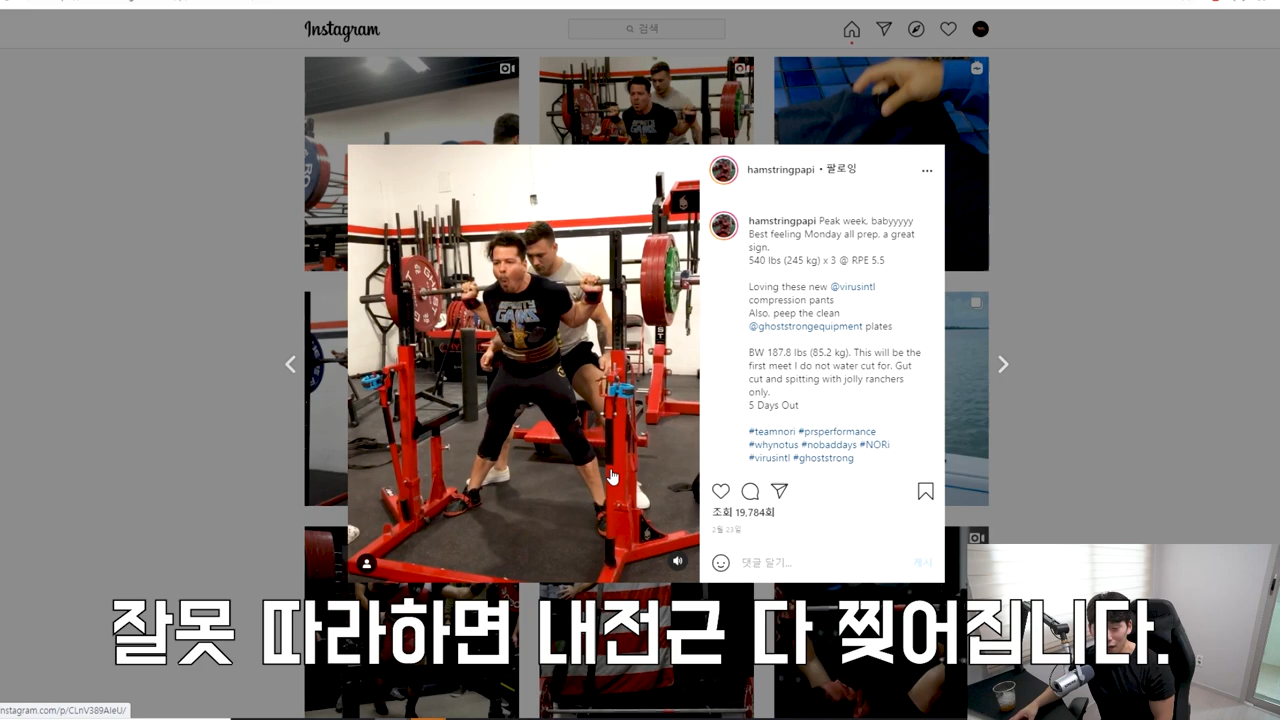 Instagram
검색
hamstringpapi • 팔로잉
hamstringpapi Peak week, babyyyyy
Best feeling Monday all prep, a great
sign.
540 lbs (245 kg) x 3 @ RPE 5.5
Loving these new @virusintl
compression pants
Also, peep the clean
@ghoststrongequipment plates
BW 187.8 lbs (85.2 kg). This will be the
first meet I do not water cut for. Gut
cut and spitting with jolly ranchers
only.
5 Days Out
#teamnori #prsperformance
#whynotus #nobaddays #NORi
#virusintl #ghoststrong
조회 19,784회
2월 23일
댓글 달기...
게시
GAINS
잘못 따라하면 내전근 다 찢어집니다.
nstagram.com/p/CLnV389AIeU/